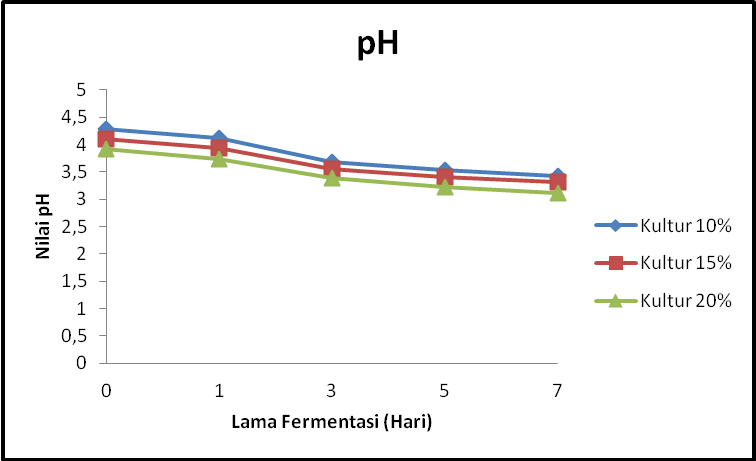 pH
5
4,5
4
3,5
3
2,5
2
1,5
1
0,5
0
Nilai pH
0 1 3 5 7
Lama Fermentasi (Hari)
Kultur 10%
Kultur 15%
Kultur 20%